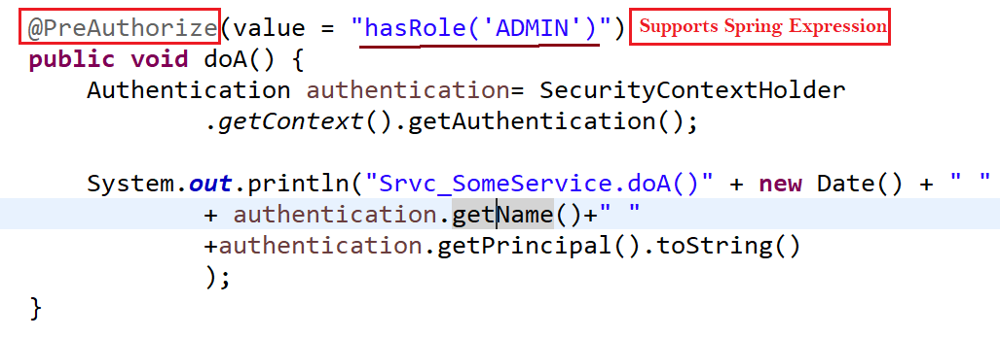 @PreAuthorize(value = "hasRole('ADMIN')") Supports Spring Expression
public void doA() {
    Authentication authentication= SecurityContextHolder
            .getContext().getAuthentication();
    System.out.println("Srvc_SomeService.doA()" + new Date() + " "
            + authentication.getName()+" "
            +authentication.getPrincipal().toString()
            );
}